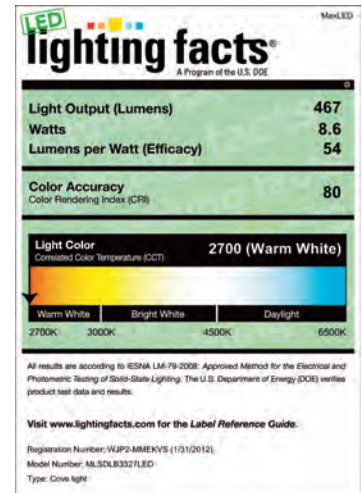 MaxLED
LED
lighting facts®
A Program of the U.S. DOE
Light Output (Lumens) 467
Watts 8.6
Lumens per Watt (Efficacy) 54
Color Accuracy 80
Color Rendering Index (CRI)
Light Color 2700 (Warm White)
Correlated Color Temperature (CCT)
Warm White Bright White Daylight
2700K 3000K 4500K 6500K
All results are according to IESNA LM-79-2008: Approved Method for the Electrical and
Photometric Testing of Solid-State Lighting. The U.S. Department of Energy (DOE) verifies
product test data and results.
Visit www.lightingfacts.com for the Label Reference Guide.
Registration Number: WJP2-MMEKVS (1/31/2012)
Model Number: MLSDLB3327LED
Type: Cove light